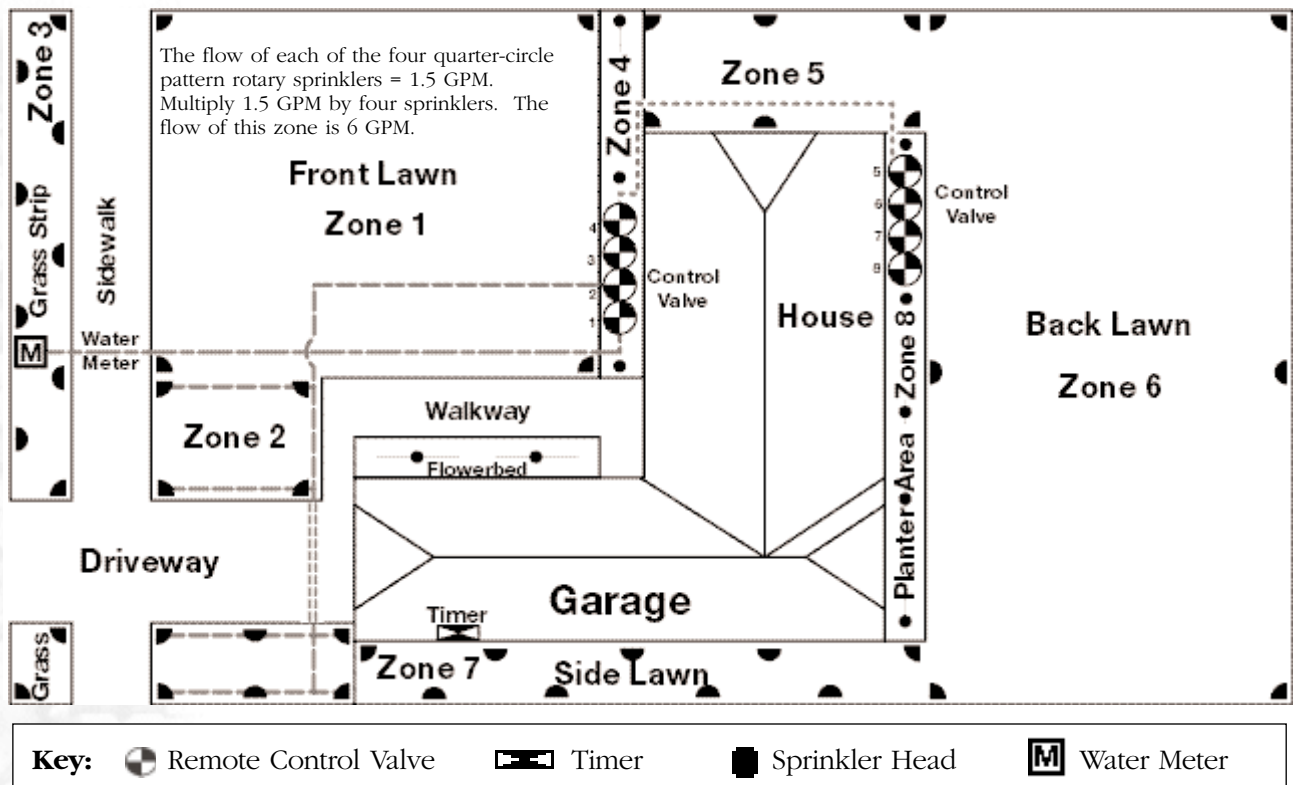 Zone 3
Grass Strip
Sidewalk
The flow of each of the four quarter-circle
pattern rotary sprinklers = 1.5 GPM.
Multiply 1.5 GPM by four sprinklers. The
flow of this zone is 6 GPM.
Front Lawn
Zone 1
Zone 4
Zone 5
4
3
2
1
Control
Valve
5
6
7
8
Control
Valve
House
Back Lawn
Zone 6
M
Water
Meter
Zone 2
Walkway
Flowerbed
Planter Area Zone 8
Driveway
Garage
Timer
Grass
Zone 7
Side Lawn
Key:
Remote Control Valve
Timer
Sprinkler Head
M
Water Meter